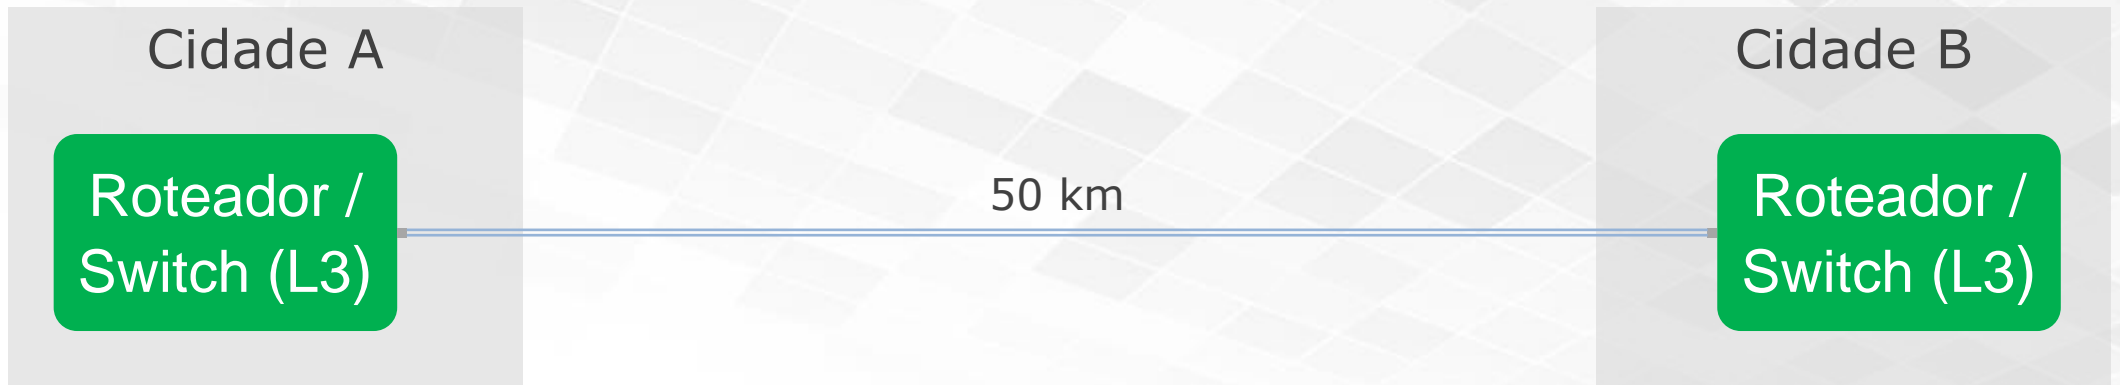 Cidade A
Cidade B
Roteador /
Switch (L3)
50 km
Roteador /
Switch (L3)